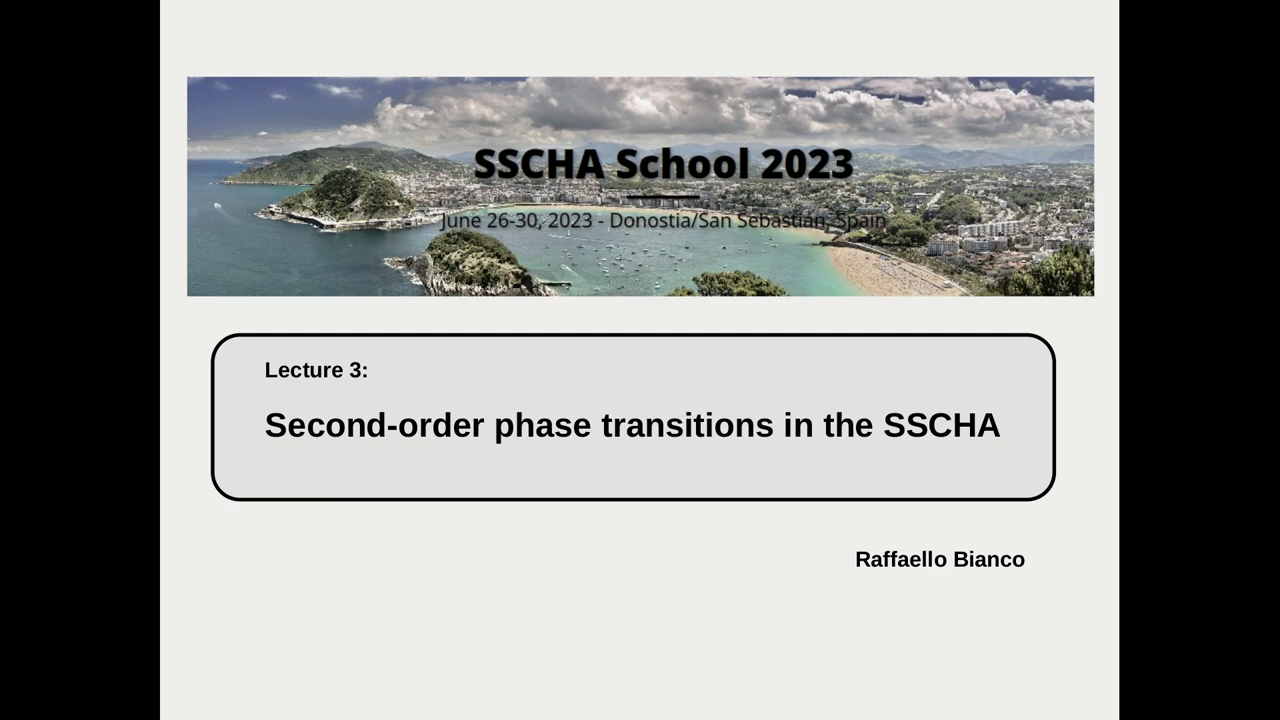 SSCHA School 2023
June 26-30, 2023 - Donostia/San Sebastián, Spain
Lecture 3:
Second-order phase transitions in the SSCHA
Raffaello Bianco